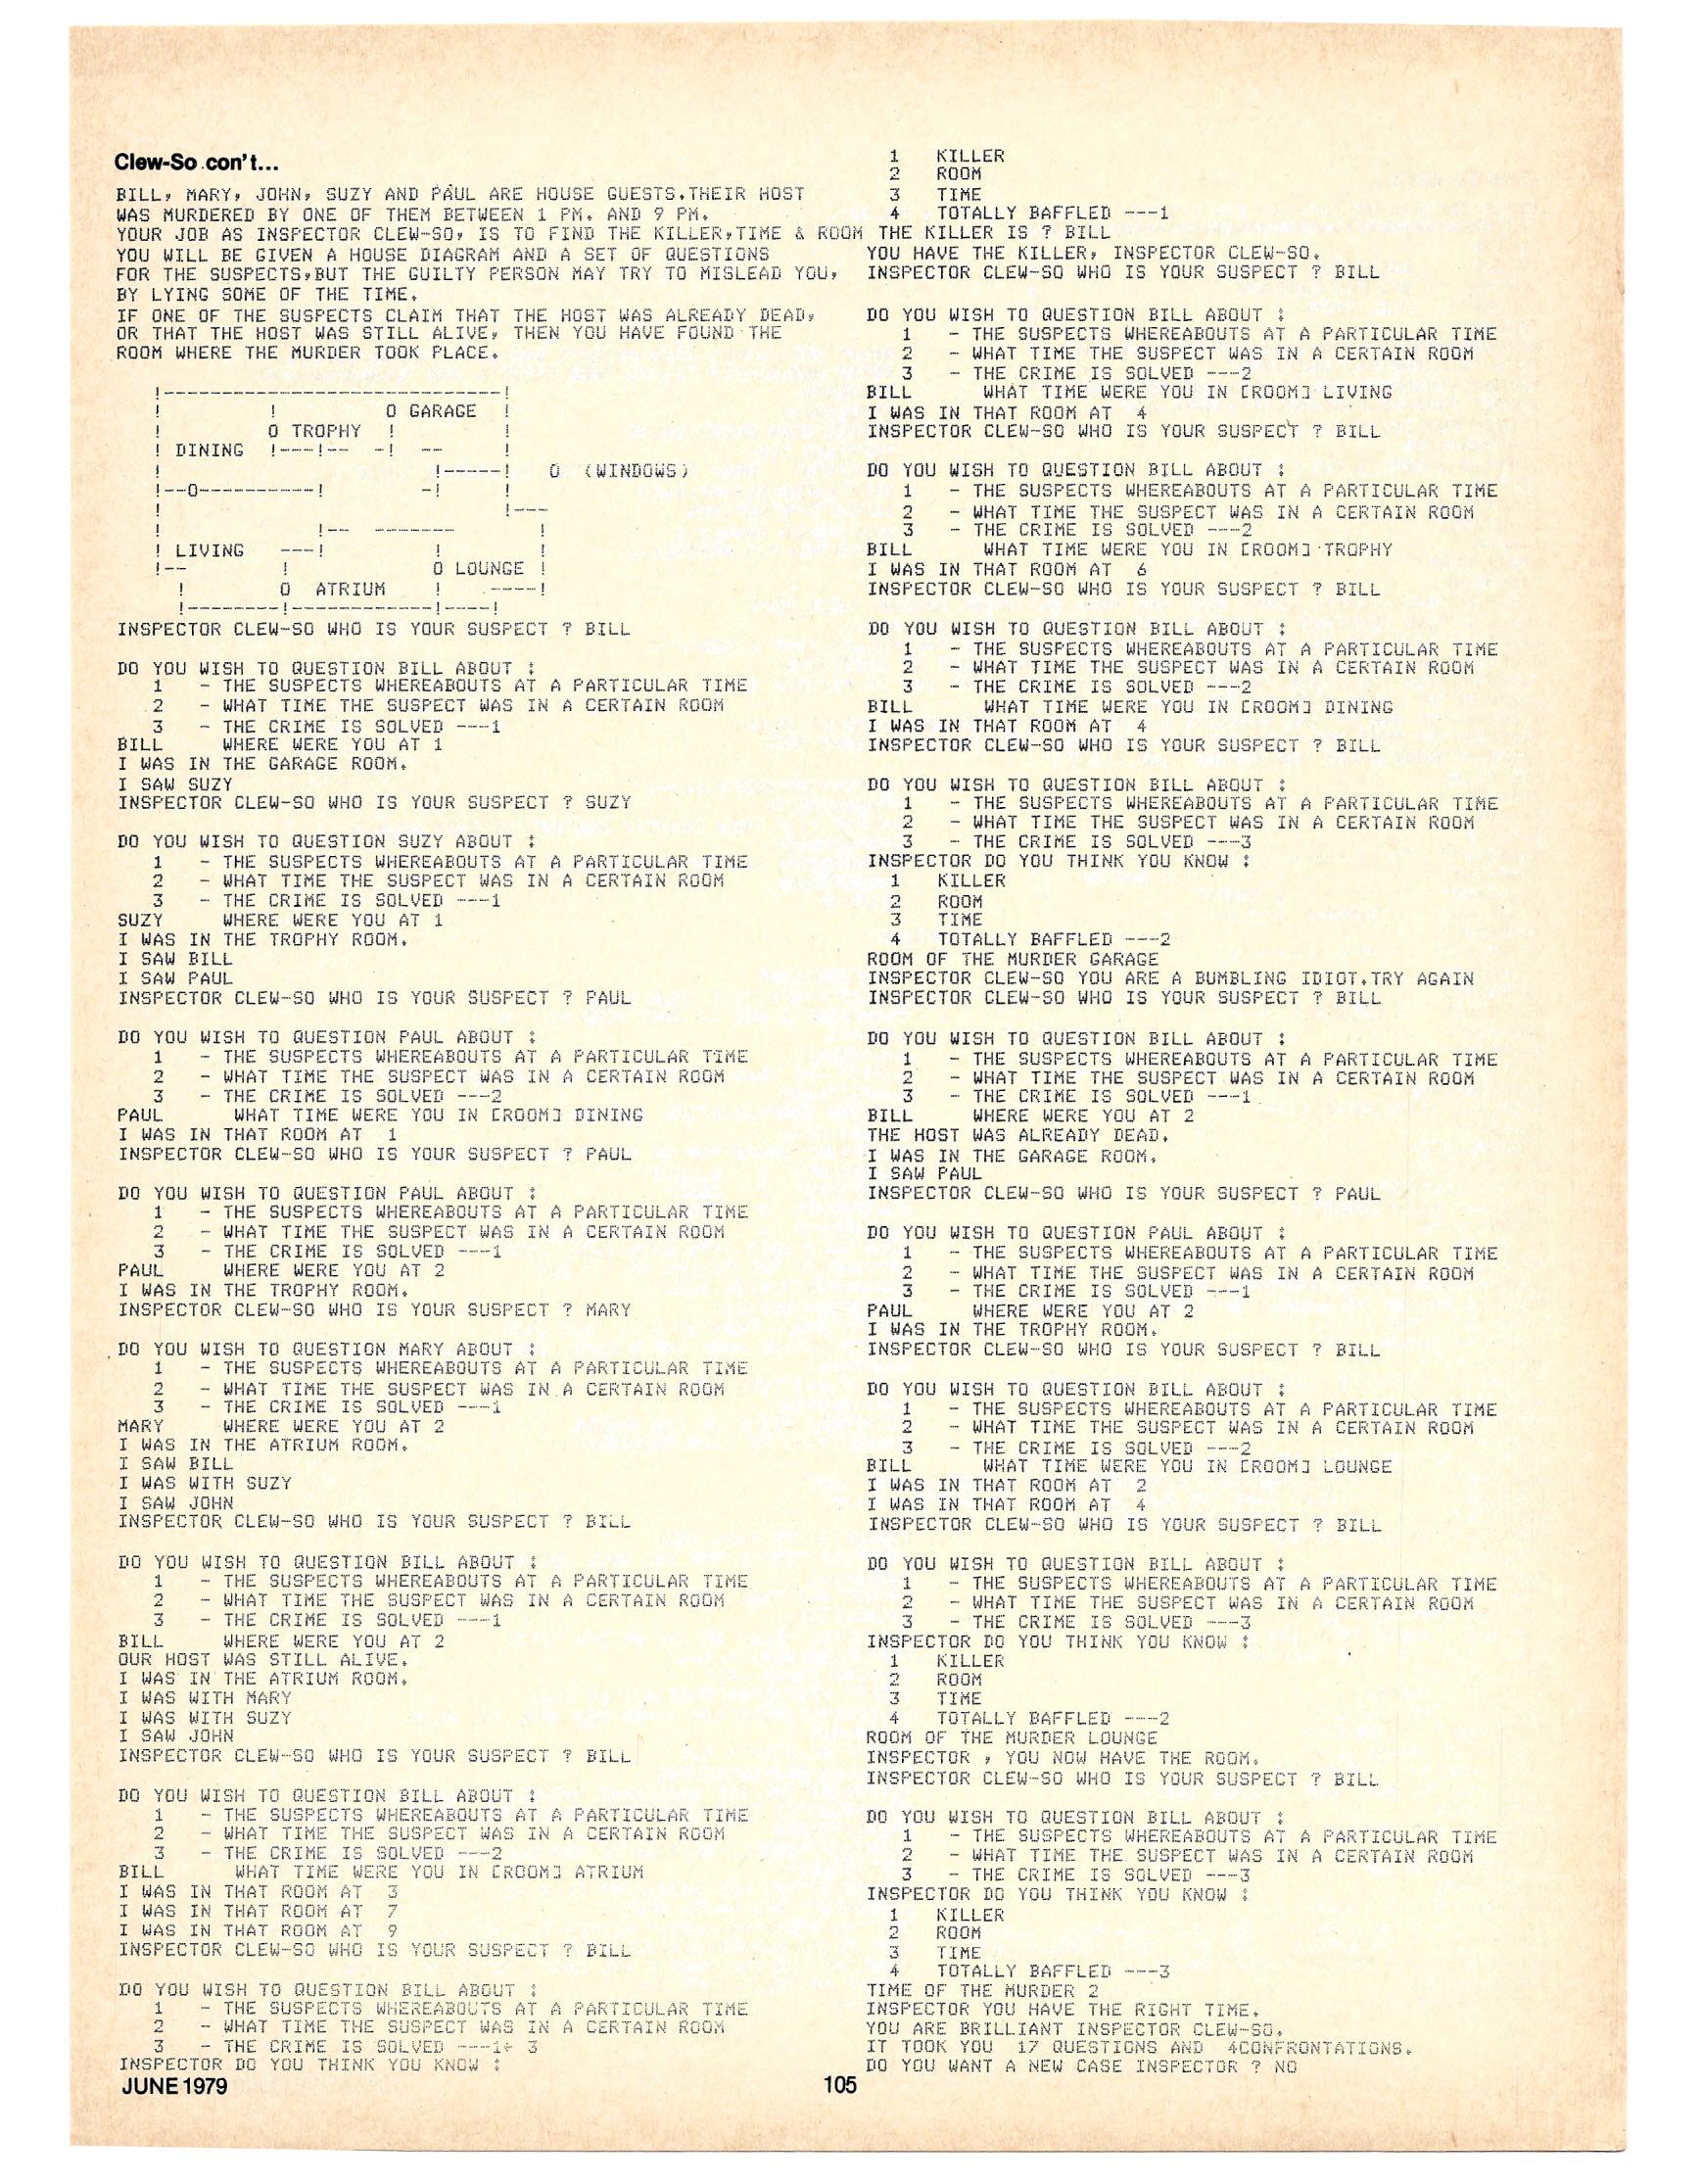 Clew-So con't...
BILL, MARY, JOHN, SUZY AND PAUL ARE HOUSE GUESTS.THEIR HOST
WAS MURDERED BY ONE OF THEM BETWEEN 1 PM. AND 9 PM.
YOUR JOB AS INSPECTOR CLEW-SO, IS TO FIND THE KILLER,TIME & ROOM
YOU WILL BE GIVEN A HOUSE DIAGRAM AND A SET OF QUESTIONS
FOR THE SUSPECTS,BUT THE GUILTY PERSON MAY TRY TO MISLEAD YOU,
BY LYING SOME OF THE TIME.
IF ONE OF THE SUSPECTS CLAIM THAT THE HOST WAS ALREADY DEAD,
OR THAT THE HOST WAS STILL ALIVE, THEN YOU HAVE FOUND THE
ROOM WHERE THE MURDER TOOK PLACE.
!-----------------------------!
!         !         O GARAGE  !
!         O TROPHY  !         !
! DINING  !---!--  -!  --     !
!                       !-----!   O  (WINDOWS)
!--O----------!        -!     !
!                             !---
!             !--  -------       !
! LIVING   ---!         !        !
!--        !            O LOUNGE !
!        O  ATRIUM    !    ----!
!--------!------------!----!
INSPECTOR CLEW-SO WHO IS YOUR SUSPECT ? BILL
DO YOU WISH TO QUESTION BILL ABOUT :
1   - THE SUSPECTS WHEREABOUTS AT A PARTICULAR TIME
2   - WHAT TIME THE SUSPECT WAS IN A CERTAIN ROOM
3   - THE CRIME IS SOLVED ---1
BILL     WHERE WERE YOU AT 1
I WAS IN THE GARAGE ROOM.
I SAW SUZY
INSPECTOR CLEW-SO WHO IS YOUR SUSPECT ? SUZY
DO YOU WISH TO QUESTION SUZY ABOUT :
1   - THE SUSPECTS WHEREABOUTS AT A PARTICULAR TIME
2   - WHAT TIME THE SUSPECT WAS IN A CERTAIN ROOM
3   - THE CRIME IS SOLVED ---1
SUZY     WHERE WERE YOU AT 1
I WAS IN THE TROPHY ROOM.
I SAW BILL
I SAW PAUL
INSPECTOR CLEW-SO WHO IS YOUR SUSPECT ? PAUL
DO YOU WISH TO QUESTION PAUL ABOUT :
1   - THE SUSPECTS WHEREABOUTS AT A PARTICULAR TIME
2   - WHAT TIME THE SUSPECT WAS IN A CERTAIN ROOM
3   - THE CRIME IS SOLVED ---2
PAUL      WHAT TIME WERE YOU IN [ROOM] DINING
I WAS IN THAT ROOM AT  1
INSPECTOR CLEW-SO WHO IS YOUR SUSPECT ? PAUL
DO YOU WISH TO QUESTION PAUL ABOUT :
1   - THE SUSPECTS WHEREABOUTS AT A PARTICULAR TIME
2   - WHAT TIME THE SUSPECT WAS IN A CERTAIN ROOM
3   - THE CRIME IS SOLVED ---1
PAUL     WHERE WERE YOU AT 2
I WAS IN THE TROPHY ROOM.
INSPECTOR CLEW-SO WHO IS YOUR SUSPECT ? MARY
DO YOU WISH TO QUESTION MARY ABOUT :
1   - THE SUSPECTS WHEREABOUTS AT A PARTICULAR TIME
2   - WHAT TIME THE SUSPECT WAS IN A CERTAIN ROOM
3   - THE CRIME IS SOLVED ---1
MARY     WHERE WERE YOU AT 2
I WAS IN THE ATRIUM ROOM.
I SAW BILL
I WAS WITH SUZY
I SAW JOHN
INSPECTOR CLEW-SO WHO IS YOUR SUSPECT ? BILL
DO YOU WISH TO QUESTION BILL ABOUT :
1   - THE SUSPECTS WHEREABOUTS AT A PARTICULAR TIME
2   - WHAT TIME THE SUSPECT WAS IN A CERTAIN ROOM
3   - THE CRIME IS SOLVED ---1
BILL     WHERE WERE YOU AT 2
OUR HOST WAS STILL ALIVE.
I WAS IN THE ATRIUM ROOM.
I WAS WITH MARY
I WAS WITH SUZY
I SAW JOHN
INSPECTOR CLEW-SO WHO IS YOUR SUSPECT ? BILL
DO YOU WISH TO QUESTION BILL ABOUT :
1   - THE SUSPECTS WHEREABOUTS AT A PARTICULAR TIME
2   - WHAT TIME THE SUSPECT WAS IN A CERTAIN ROOM
3   - THE CRIME IS SOLVED ---2
BILL      WHAT TIME WERE YOU IN [ROOM] ATRIUM
I WAS IN THAT ROOM AT  3
I WAS IN THAT ROOM AT  7
I WAS IN THAT ROOM AT  9
INSPECTOR CLEW-SO WHO IS YOUR SUSPECT ? BILL
DO YOU WISH TO QUESTION BILL ABOUT :
1   - THE SUSPECTS WHEREABOUTS AT A PARTICULAR TIME
2   - WHAT TIME THE SUSPECT WAS IN A CERTAIN ROOM
3   - THE CRIME IS SOLVED ---1← 3
INSPECTOR DO YOU THINK YOU KNOW :
1   KILLER
2   ROOM
3   TIME
4   TOTALLY BAFFLED ---1
THE KILLER IS ? BILL
YOU HAVE THE KILLER, INSPECTOR CLEW-SO.
INSPECTOR CLEW-SO WHO IS YOUR SUSPECT ? BILL
DO YOU WISH TO QUESTION BILL ABOUT :
1   - THE SUSPECTS WHEREABOUTS AT A PARTICULAR TIME
2   - WHAT TIME THE SUSPECT WAS IN A CERTAIN ROOM
3   - THE CRIME IS SOLVED ---2
BILL      WHAT TIME WERE YOU IN [ROOM] LIVING
I WAS IN THAT ROOM AT  4
INSPECTOR CLEW-SO WHO IS YOUR SUSPECT ? BILL
DO YOU WISH TO QUESTION BILL ABOUT :
1   - THE SUSPECTS WHEREABOUTS AT A PARTICULAR TIME
2   - WHAT TIME THE SUSPECT WAS IN A CERTAIN ROOM
3   - THE CRIME IS SOLVED ---2
BILL      WHAT TIME WERE YOU IN [ROOM] TROPHY
I WAS IN THAT ROOM AT  6
INSPECTOR CLEW-SO WHO IS YOUR SUSPECT ? BILL
DO YOU WISH TO QUESTION BILL ABOUT :
1   - THE SUSPECTS WHEREABOUTS AT A PARTICULAR TIME
2   - WHAT TIME THE SUSPECT WAS IN A CERTAIN ROOM
3   - THE CRIME IS SOLVED ---2
BILL      WHAT TIME WERE YOU IN [ROOM] DINING
I WAS IN THAT ROOM AT  4
INSPECTOR CLEW-SO WHO IS YOUR SUSPECT ? BILL
DO YOU WISH TO QUESTION BILL ABOUT :
1   - THE SUSPECTS WHEREABOUTS AT A PARTICULAR TIME
2   - WHAT TIME THE SUSPECT WAS IN A CERTAIN ROOM
3   - THE CRIME IS SOLVED ---3
INSPECTOR DO YOU THINK YOU KNOW :
1   KILLER
2   ROOM
3   TIME
4   TOTALLY BAFFLED ---2
ROOM OF THE MURDER GARAGE
INSPECTOR CLEW-SO YOU ARE A BUMBLING IDIOT.TRY AGAIN
INSPECTOR CLEW-SO WHO IS YOUR SUSPECT ? BILL
DO YOU WISH TO QUESTION BILL ABOUT :
1   - THE SUSPECTS WHEREABOUTS AT A PARTICULAR TIME
2   - WHAT TIME THE SUSPECT WAS IN A CERTAIN ROOM
3   - THE CRIME IS SOLVED ---1
BILL     WHERE WERE YOU AT 2
THE HOST WAS ALREADY DEAD.
I WAS IN THE GARAGE ROOM.
I SAW PAUL
INSPECTOR CLEW-SO WHO IS YOUR SUSPECT ? PAUL
DO YOU WISH TO QUESTION PAUL ABOUT :
1   - THE SUSPECTS WHEREABOUTS AT A PARTICULAR TIME
2   - WHAT TIME THE SUSPECT WAS IN A CERTAIN ROOM
3   - THE CRIME IS SOLVED ---1
PAUL     WHERE WERE YOU AT 2
I WAS IN THE TROPHY ROOM.
INSPECTOR CLEW-SO WHO IS YOUR SUSPECT ? BILL
DO YOU WISH TO QUESTION BILL ABOUT :
1   - THE SUSPECTS WHEREABOUTS AT A PARTICULAR TIME
2   - WHAT TIME THE SUSPECT WAS IN A CERTAIN ROOM
3   - THE CRIME IS SOLVED ---2
BILL      WHAT TIME WERE YOU IN [ROOM] LOUNGE
I WAS IN THAT ROOM AT  2
I WAS IN THAT ROOM AT  4
INSPECTOR CLEW-SO WHO IS YOUR SUSPECT ? BILL
DO YOU WISH TO QUESTION BILL ABOUT :
1   - THE SUSPECTS WHEREABOUTS AT A PARTICULAR TIME
2   - WHAT TIME THE SUSPECT WAS IN A CERTAIN ROOM
3   - THE CRIME IS SOLVED ---3
INSPECTOR DO YOU THINK YOU KNOW :
1   KILLER
2   ROOM
3   TIME
4   TOTALLY BAFFLED ---2
ROOM OF THE MURDER LOUNGE
INSPECTOR , YOU NOW HAVE THE ROOM.
INSPECTOR CLEW-SO WHO IS YOUR SUSPECT ? BILL
DO YOU WISH TO QUESTION BILL ABOUT :
1   - THE SUSPECTS WHEREABOUTS AT A PARTICULAR TIME
2   - WHAT TIME THE SUSPECT WAS IN A CERTAIN ROOM
3   - THE CRIME IS SOLVED ---3
INSPECTOR DO YOU THINK YOU KNOW :
1   KILLER
2   ROOM
3   TIME
4   TOTALLY BAFFLED ---3
TIME OF THE MURDER 2
INSPECTOR YOU HAVE THE RIGHT TIME.
YOU ARE BRILLIANT INSPECTOR CLEW-SO.
IT TOOK YOU  17 QUESTIONS AND  4CONFRONTATIONS.
DO YOU WANT A NEW CASE INSPECTOR ? NO
JUNE 1979
105